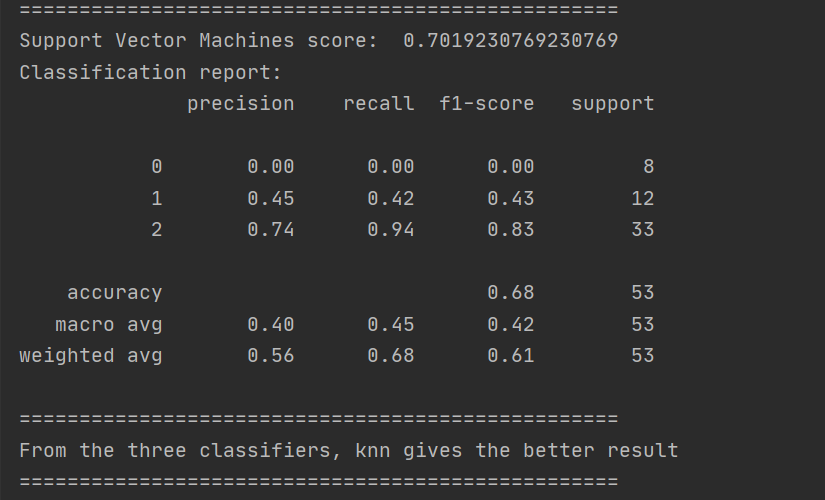 ==================================================
Support Vector Machines score:  0.7019230769230769
Classification report:
              precision    recall  f1-score   support

           0       0.00      0.00      0.00         8
           1       0.45      0.42      0.43        12
           2       0.74      0.94      0.83        33

    accuracy                           0.68        53
   macro avg       0.40      0.45      0.42        53
weighted avg       0.56      0.68      0.61        53

==================================================
From the three classifiers, knn gives the better result
==================================================